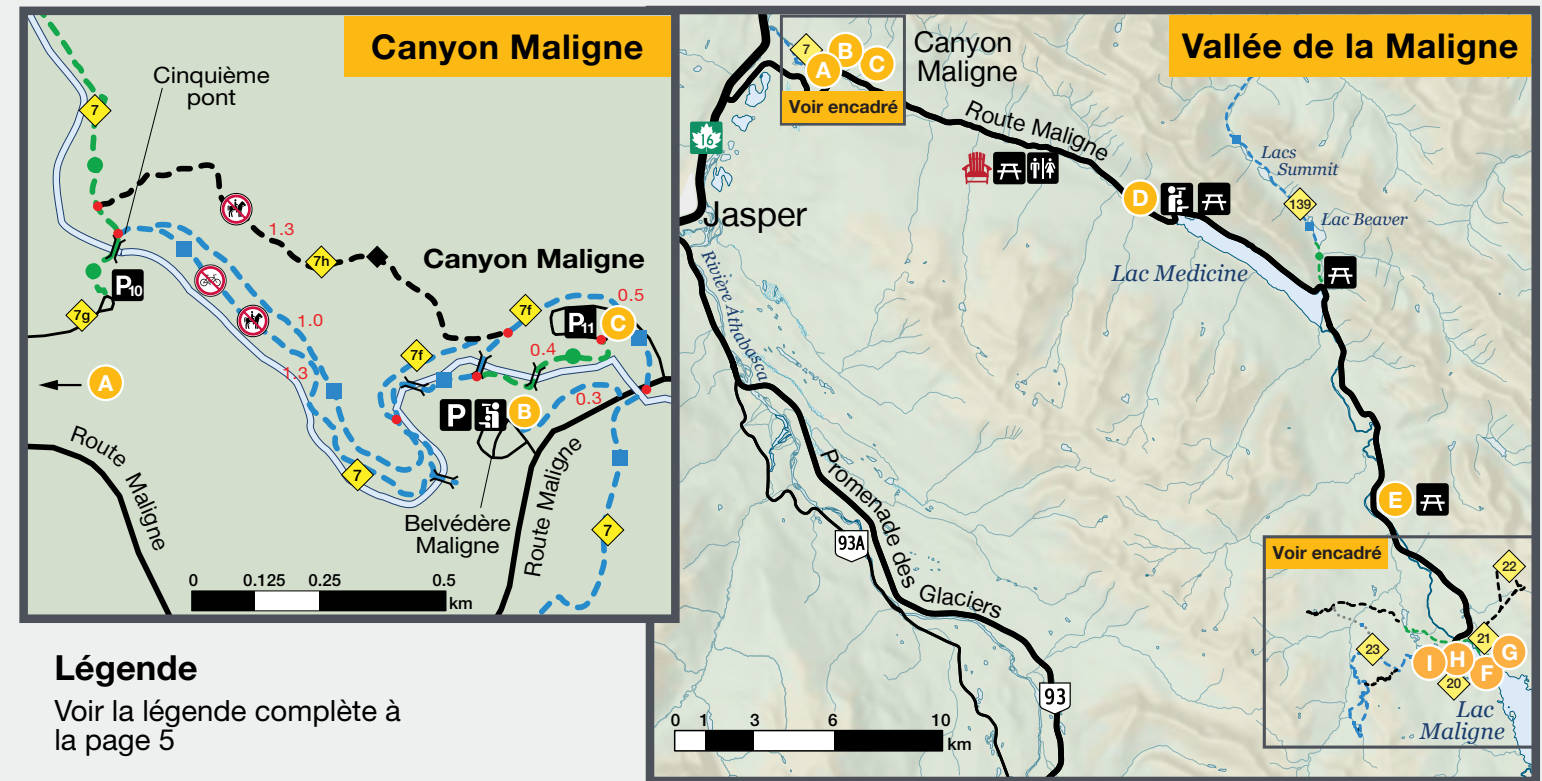 Canyon Maligne
Cinquième
pont
7
1.3
7h
Canyon Maligne
P10
7g
1.0
7f
0.5
P11
C
7f
0.4
1.3
A
0.3
P
B
Route Maligne
7
Belvédère
Maligne
Route Maligne
7
0 0.125 0.25 0.5
km
Légende
Voir la légende complète à
la page 5
Vallée de la Maligne
7
A
B
C
Canyon
Maligne
Voir encadré
16
Route Maligne
Lacs
Summit
139
Lac Beaver
D
Jasper
Lac Medicine
Rivière Athabasca
E
Promenade des Glaciers
93A
93
Voir encadré
22
21
23
I
H
G
F
20
Lac
Maligne
0 1 3 6 10
km